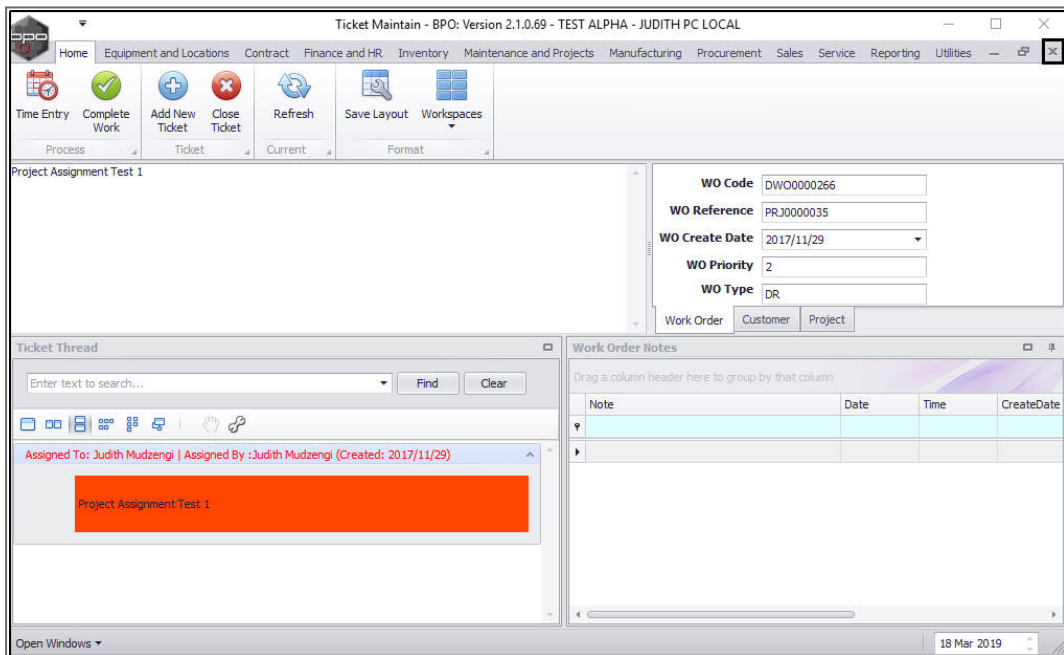 Ticket Maintain - BPO: Version 2.1.0.69 - TEST ALPHA - JUDITH PC LOCAL
bpo
Home Equipment and Locations Contract Finance and HR Inventory Maintenance and Projects Manufacturing Procurement Sales Service Reporting Utilities
Time Entry Complete Work Add New Ticket Close Ticket Refresh Save Layout Workspaces
Process Ticket Current Format
Project Assignment Test 1
WO Code DWO0000266
WO Reference PRJ0000035
WO Create Date 2017/11/29
WO Priority 2
WO Type DR
Work Order Customer Project
Ticket Thread
Enter text to search... Find Clear
Assigned To: Judith Mudzengi | Assigned By :Judith Mudzengi (Created: 2017/11/29)
Project Assignment Test 1
Work Order Notes
Drag a column header here to group by that column
Note Date Time CreateDate
Open Windows 18 Mar 2019